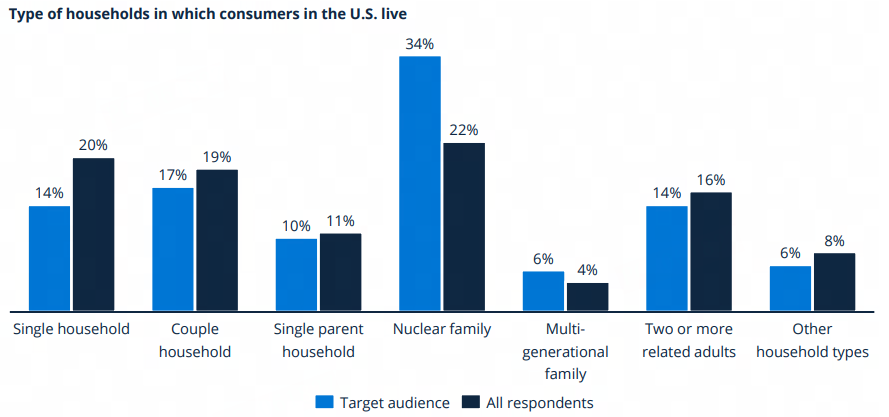 Type of households in which consumers in the U.S. live
34%
22%
20%
19%
17%
14%
16%
14%
11%
10%
8%
6%
6%
4%
Single household
Couple
household
Single parent
household
Nuclear family
Multi-
generational
family
Two or more
related adults
Other
household types
Target audience
All respondents